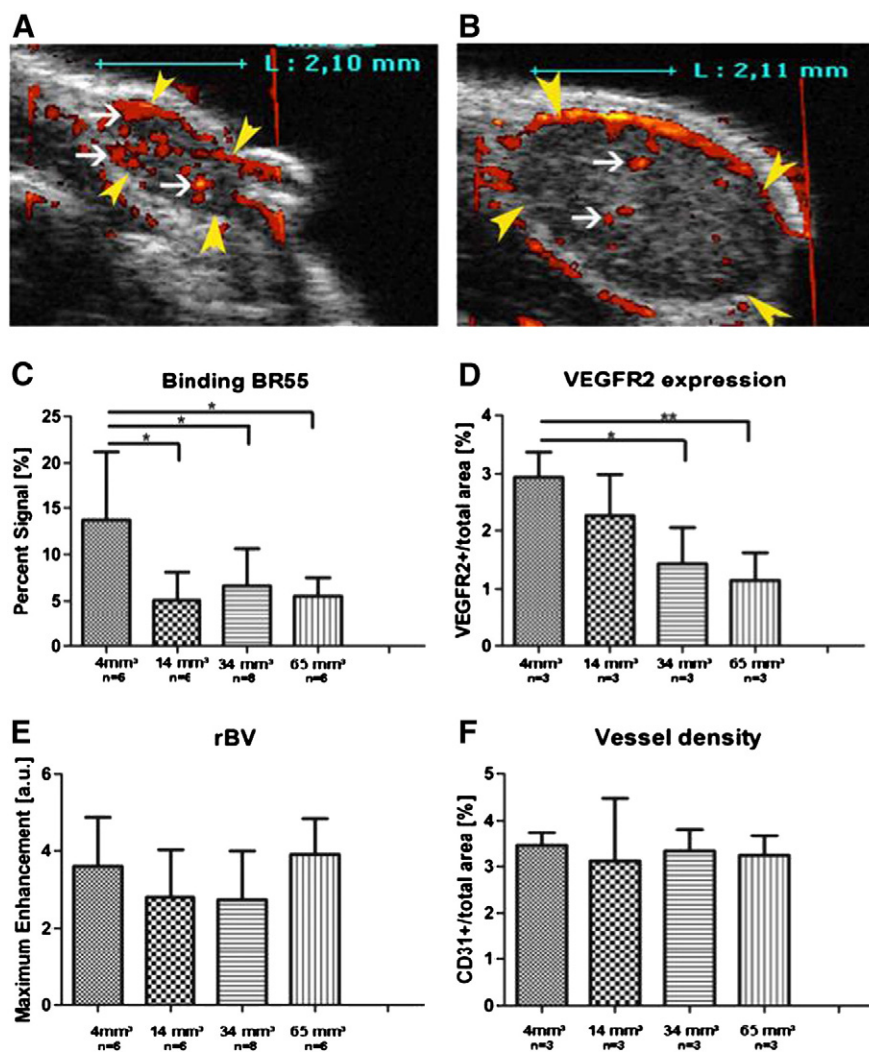 A
L : 2,10 mm
B
L : 2,11 mm
C
Binding BR55
Percent Signal [%]
25
20
15
10
5
0
*
*
*
4mm³
n=6
14 mm³
n=6
34 mm³
n=6
65 mm³
n=6
D
VEGFR2 expression
VEGFR2+/total area [%]
4
3
2
1
0
**
*
4mm³
n=3
14 mm³
n=3
34 mm³
n=3
65 mm³
n=3
E
rBV
Maximum Enhancement [a.u.]
6
4
2
0
4mm³
n=6
14 mm³
n=6
34 mm³
n=6
65 mm³
n=6
F
Vessel density
CD31+/total area [%]
5
4
3
2
1
0
4mm³
n=3
14 mm³
n=3
34 mm³
n=3
65 mm³
n=3